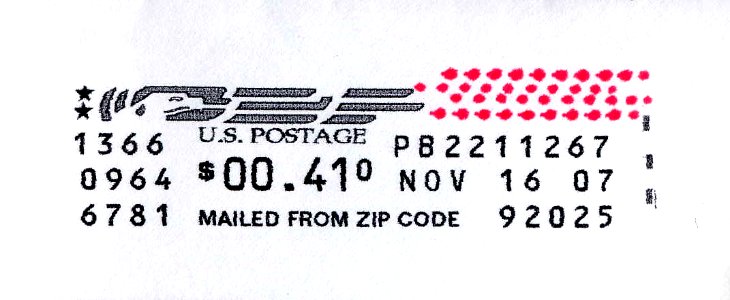 1366 U.S. POSTAGE PB2211267
0964 $00.41⁰ NOV 16 07
6781 MAILED FROM ZIP CODE 92025